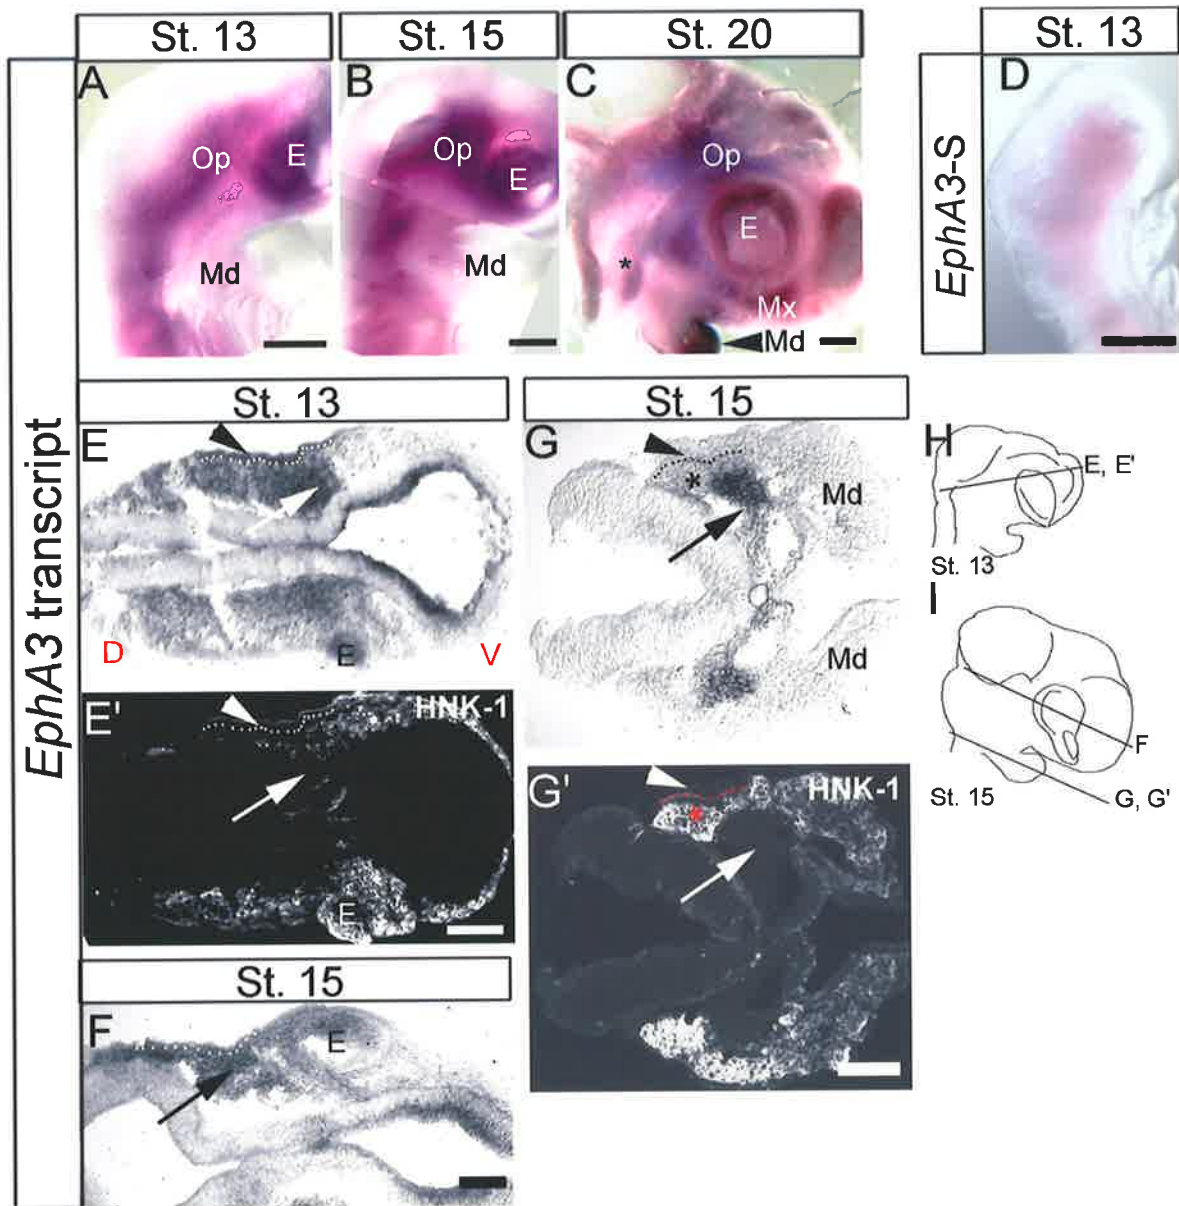 St. 13
St. 15
St. 20
St. 13
EphA3 transcript
EphA3-S
A
Op
E
Md
B
Op
E
Md
C
Op
E
*
Mx
Md
D
St. 13
E
D
E
V
E'
HNK-1
E
St. 15
F
E
St. 15
G
*
Md
Md
G'
HNK-1
*
H
E, E'
St. 13
I
F
St. 15
G, G'